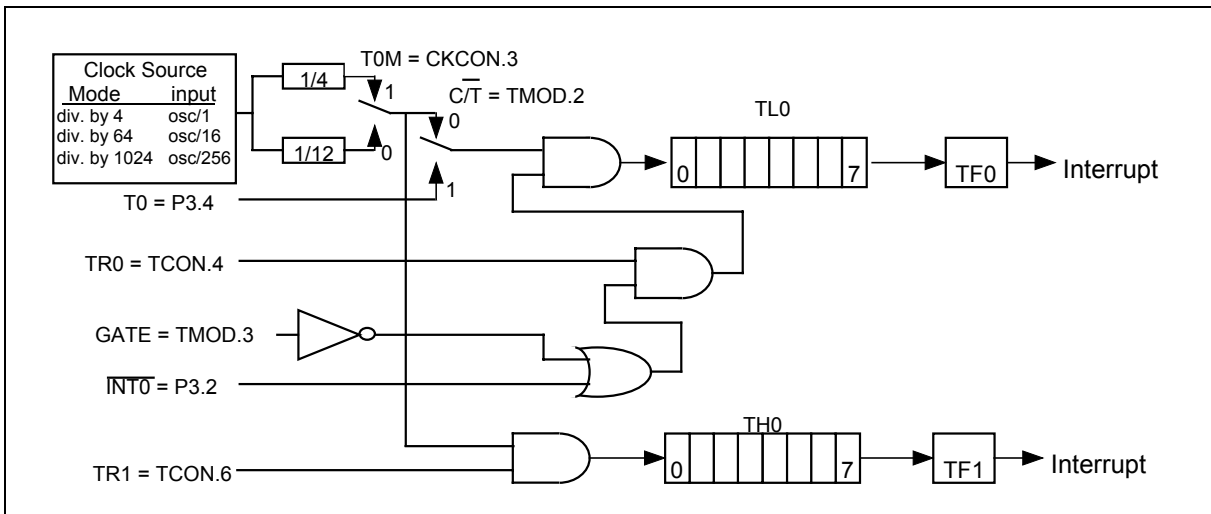 Clock Source
Mode input
div. by 4 osc/1
div. by 64 osc/16
div. by 1024 osc/256
1/4
1/12
T0M = CKCON.3
1
0
C/T = TMOD.2
0
1
T0 = P3.4
TL0
0 7
TF0
Interrupt
TR0 = TCON.4
GATE = TMOD.3
INT0 = P3.2
TR1 = TCON.6
TH0
0 7
TF1
Interrupt